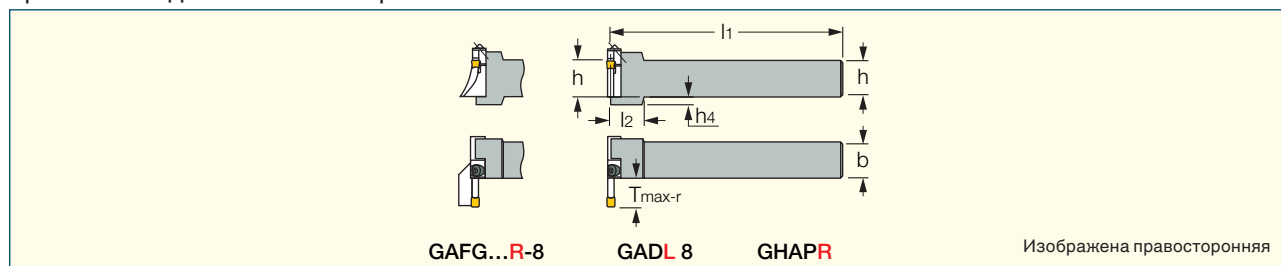 l1
h
h
l2
h4
b
Tmax-r
GAFG...R-8 GADL 8 GHAPR
Изображена правосторонняя